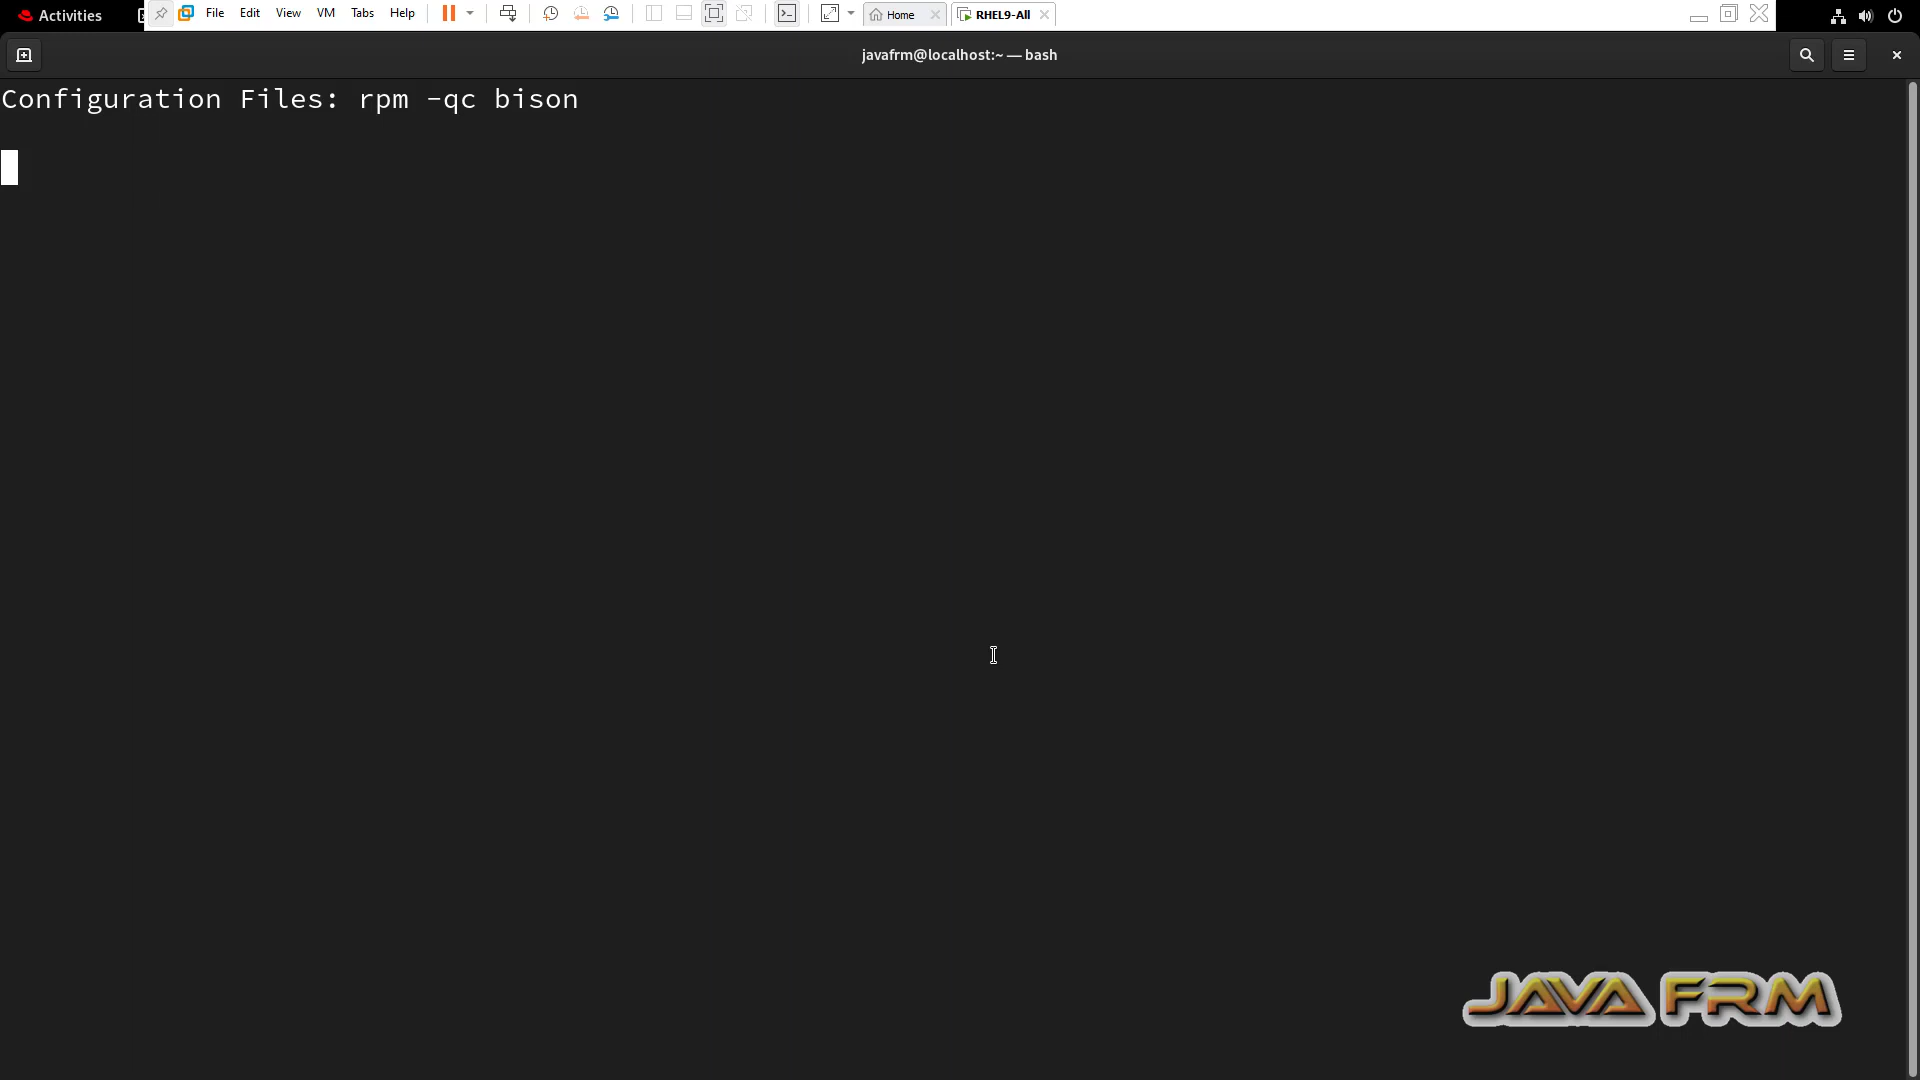 Activities
File Edit View VM Tabs Help
Home
RHEL9-All
javafrm@localhost:~ — bash
Configuration Files: rpm -qc bison
JAVA FRM